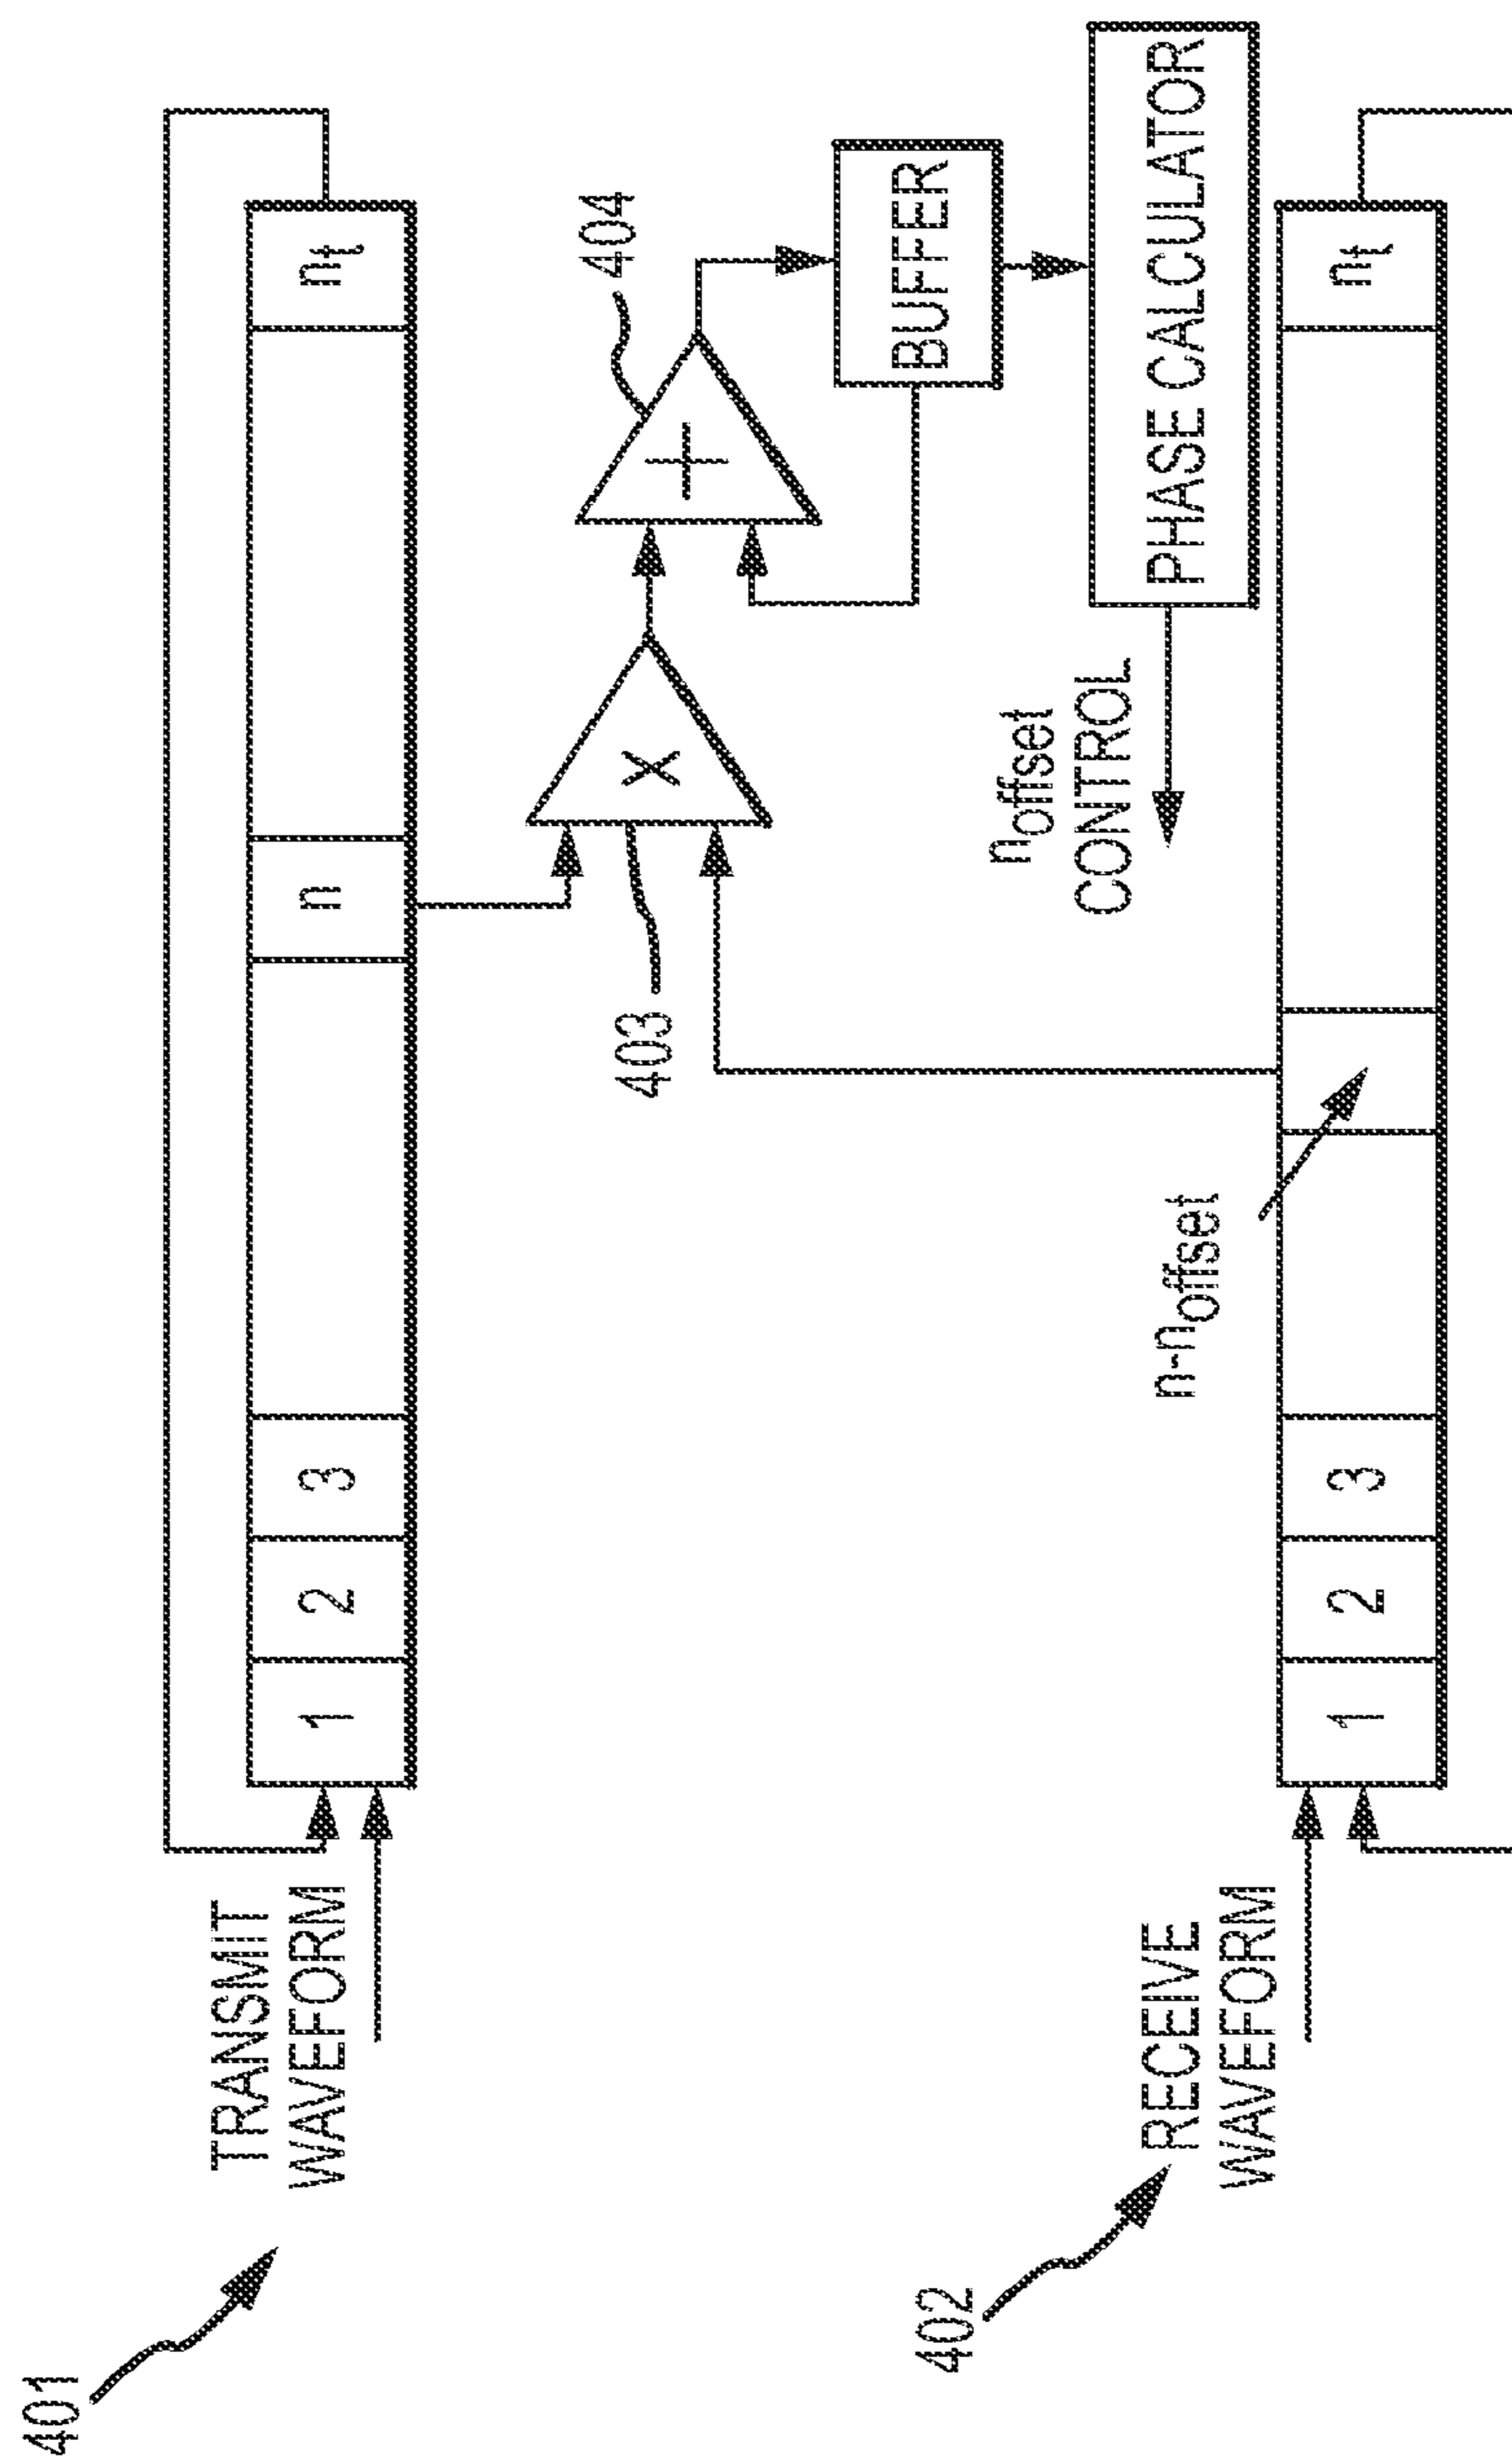 401
TRANSMIT
WAVEFORM
1
2
3
n
nt
403
x
+
404
BUFFER
PHASE CALCULATOR
noffset
CONTROL
402
RECEIVE
WAVEFORM
1
2
3
n-noffset
nt